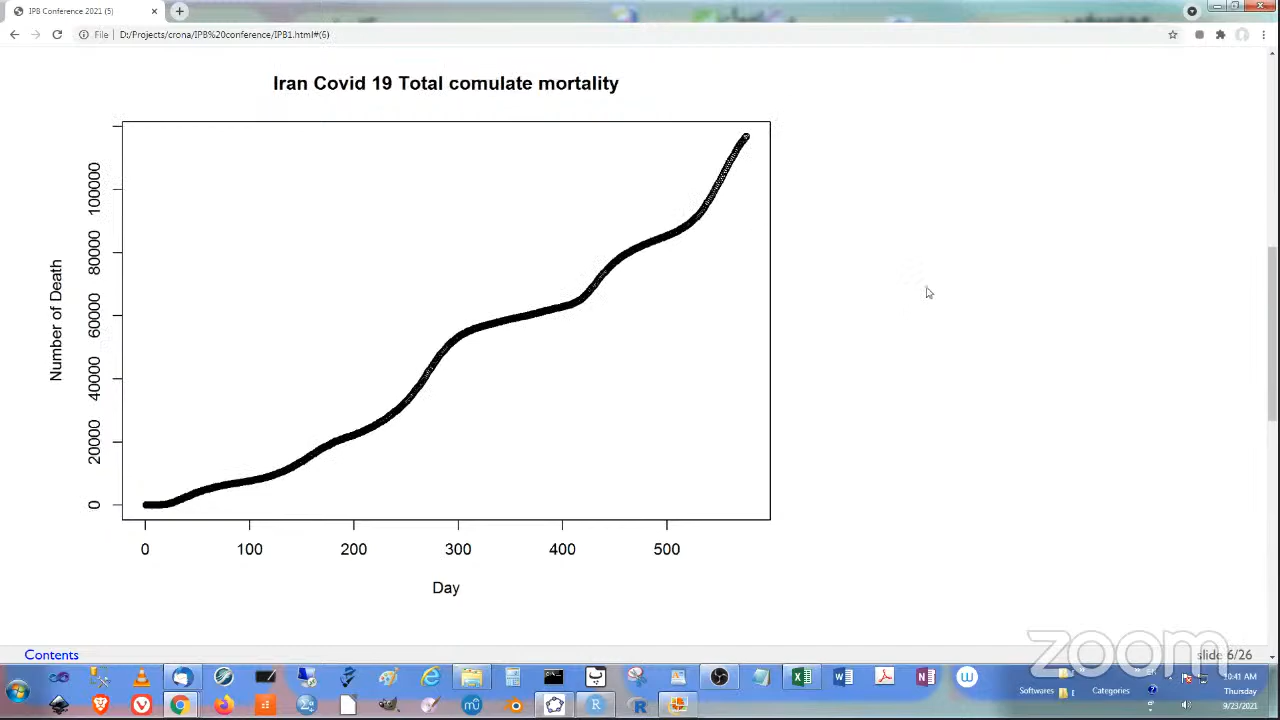 IPB Conference 2021 (5)
File
D:/Projects/crona/IPB%20conference/IPB1.html#(6)
Iran Covid 19 Total comulate mortality
Number of Death
100000
80000
60000
40000
20000
0
0 100 200 300 400 500
Day
Contents
slide 6/26
zoom
Softwares
Categories
10:41 AM
Thursday
9/23/2021